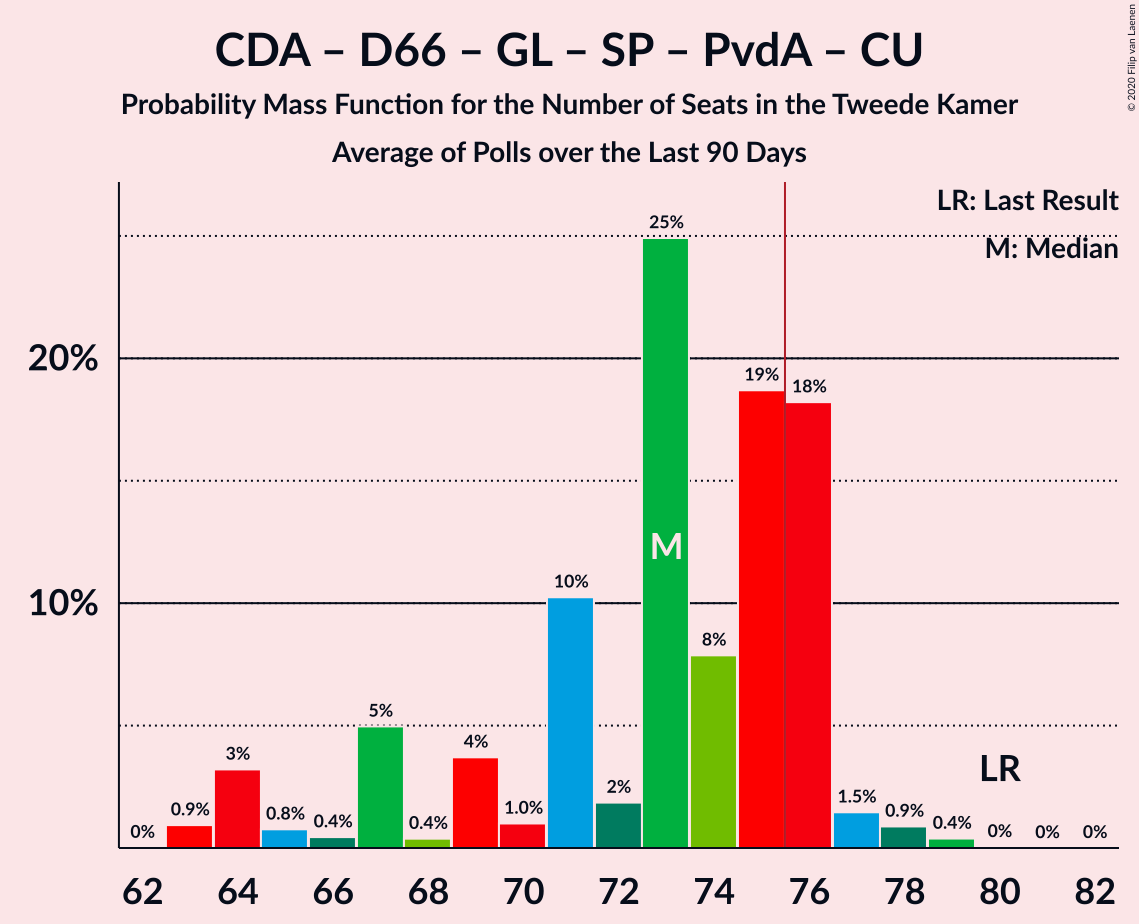 CDA – D66 – GL – SP – PvdA – CU
Probability Mass Function for the Number of Seats in the Tweede Kamer
Average of Polls over the Last 90 Days
© 2020 Filip van Laenen
LR: Last Result
M: Median
20%
10%
0%
0.9%
3%
0.8%
0.4%
5%
0.4%
4%
1.0%
10%
2%
25%
M
8%
19%
18%
1.5%
0.9%
0.4%
LR
0%
0%
0%
62 64 66 68 70 72 74 76 78 80 82